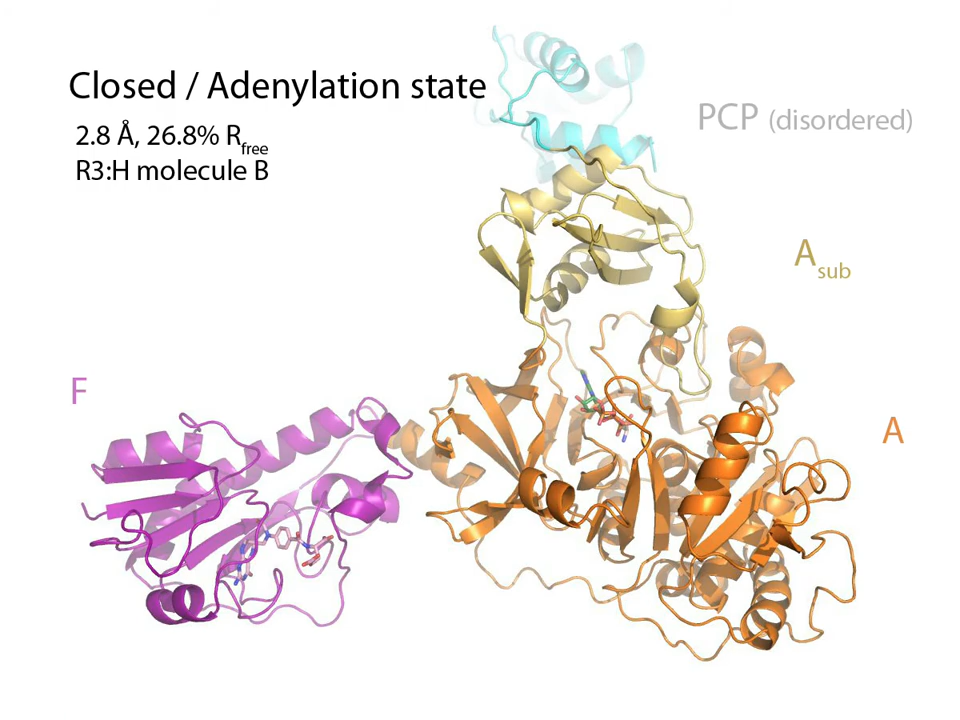 Closed / Adenylation state
2.8 Å, 26.8% Rfree
R3:H molecule B
PCP (disordered)
Asub
F
A